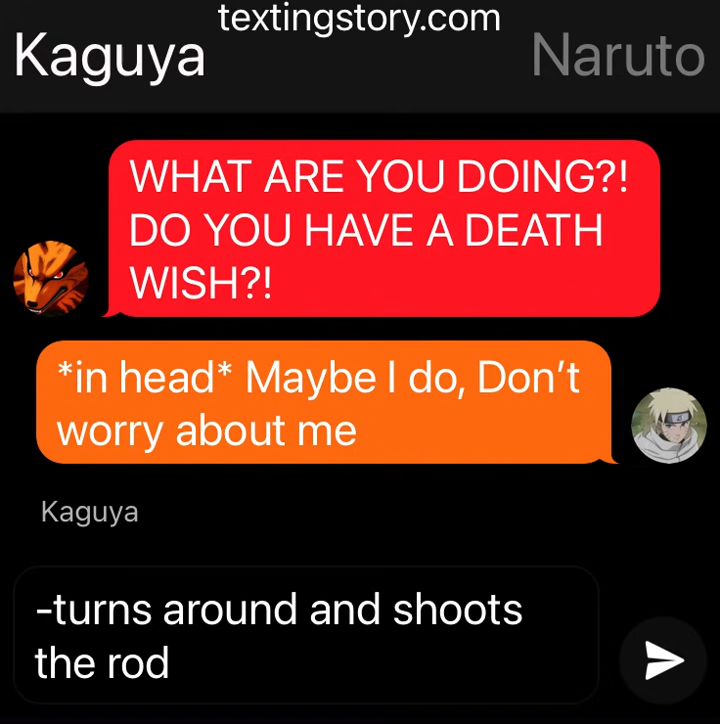 textingstory.com
Kaguya
Naruto
WHAT ARE YOU DOING?!
DO YOU HAVE A DEATH
WISH?!
*in head* Maybe I do, Don’t
worry about me
Kaguya
-turns around and shoots
the rod